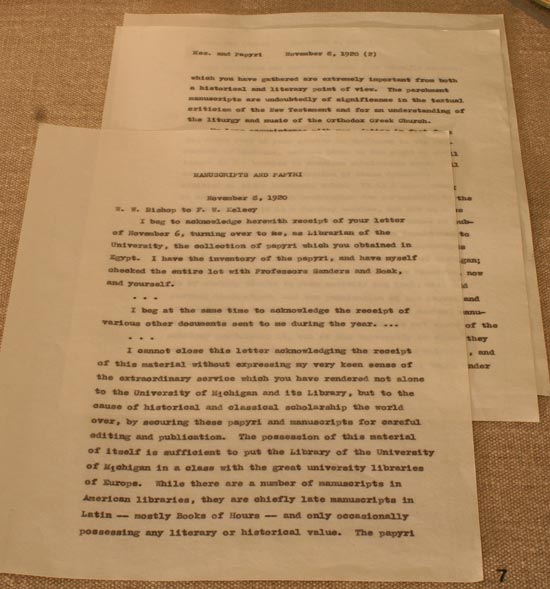 MANUSCRIPTS AND PAPYRI
November 8, 1920
W. W. Bishop to F. W. Kelsey
I beg to acknowledge herewith receipt of your letter
of November 6, turning over to me, as Librarian of the
University, the collection of papyri which you obtained in
Egypt. I have the inventory of the papyri, and have myself
checked the entire lot with Professors Sanders and Boak,
and yourself.
. . .
I beg at the same time to acknowledge the receipt of
various other documents sent to me during the year. ...
. . .
I cannot close this letter acknowledging the receipt
of this material without expressing my very keen sense of
the extraordinary service which you have rendered not alone
to the University of Michigan and its Library, but to the
cause of historical and classical scholarship the world
over, by securing these papyri and manuscripts for careful
editing and publication. The possession of this material
of itself is sufficient to put the Library of the University
of Michigan in a class with the great university libraries
of Europe. While there are a number of manuscripts in
American libraries, they are chiefly late manuscripts in
Latin -- mostly Books of Hours -- and only occasionally
possessing any literary or historical value. The papyri
Mss. and Papyri November 8, 1920 (2)
which you have gathered are extremely important from both
a historical and literary point of view. The parchment
manuscripts are undoubtedly of significance in the textual
criticism of the New Testament and for an understanding of
the liturgy and music of the Orthodox Greek Church.
the
to
gan;
now
and
of the
they
, and
nder
7